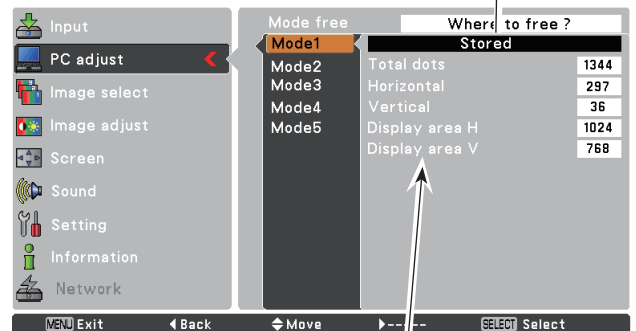 Input
PC adjust
Image select
Image adjust
Screen
Sound
Setting
Information
Network
Mode free
Where to free ?
Mode1
Mode2
Mode3
Mode4
Mode5
Stored
Total dots 1344
Horizontal 297
Vertical 36
Display area H 1024
Display area V 768
MENU Exit Back Move ----- SELECT Select